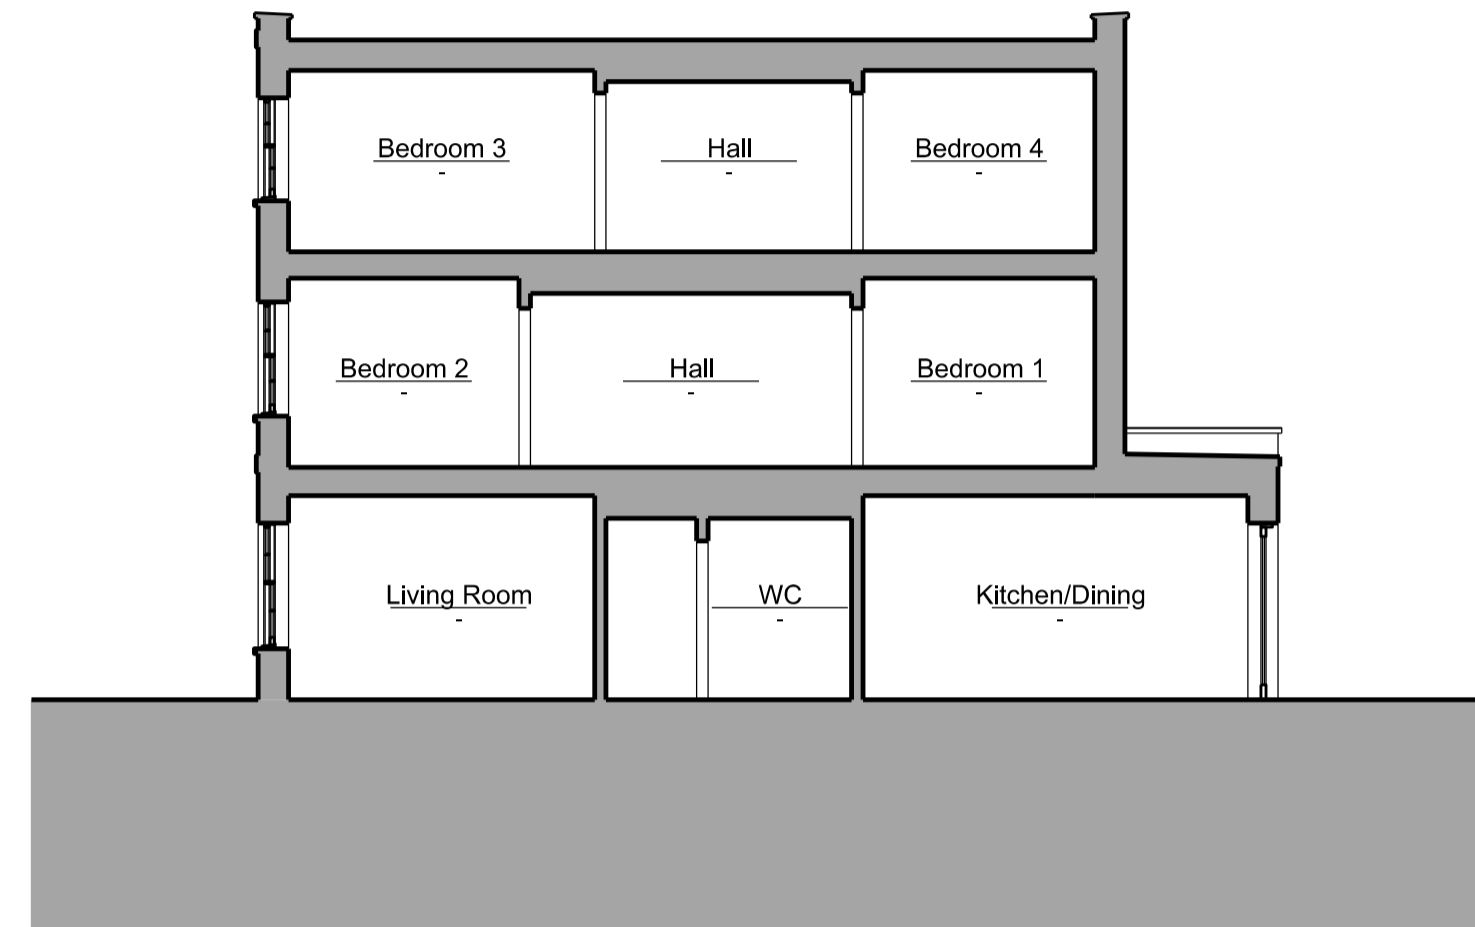 Bedroom 3
-
Hall
-
Bedroom 4
-
Bedroom 2
-
Hall
-
Bedroom 1
-
Living Room
-
WC
-
Kitchen/Dining
-